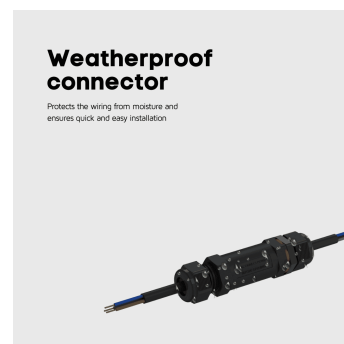 Weatherproof
connector
Protects the wiring from moisture and
ensures quick and easy installation